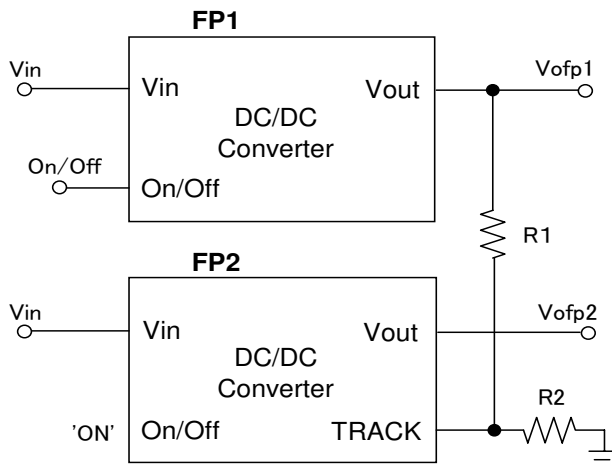 FP1
Vin
Vin
Vout
Vofp1
DC/DC
Converter
On/Off
On/Off
R1
FP2
Vin
Vin
Vout
Vofp2
DC/DC
Converter
R2
'ON'
On/Off
TRACK